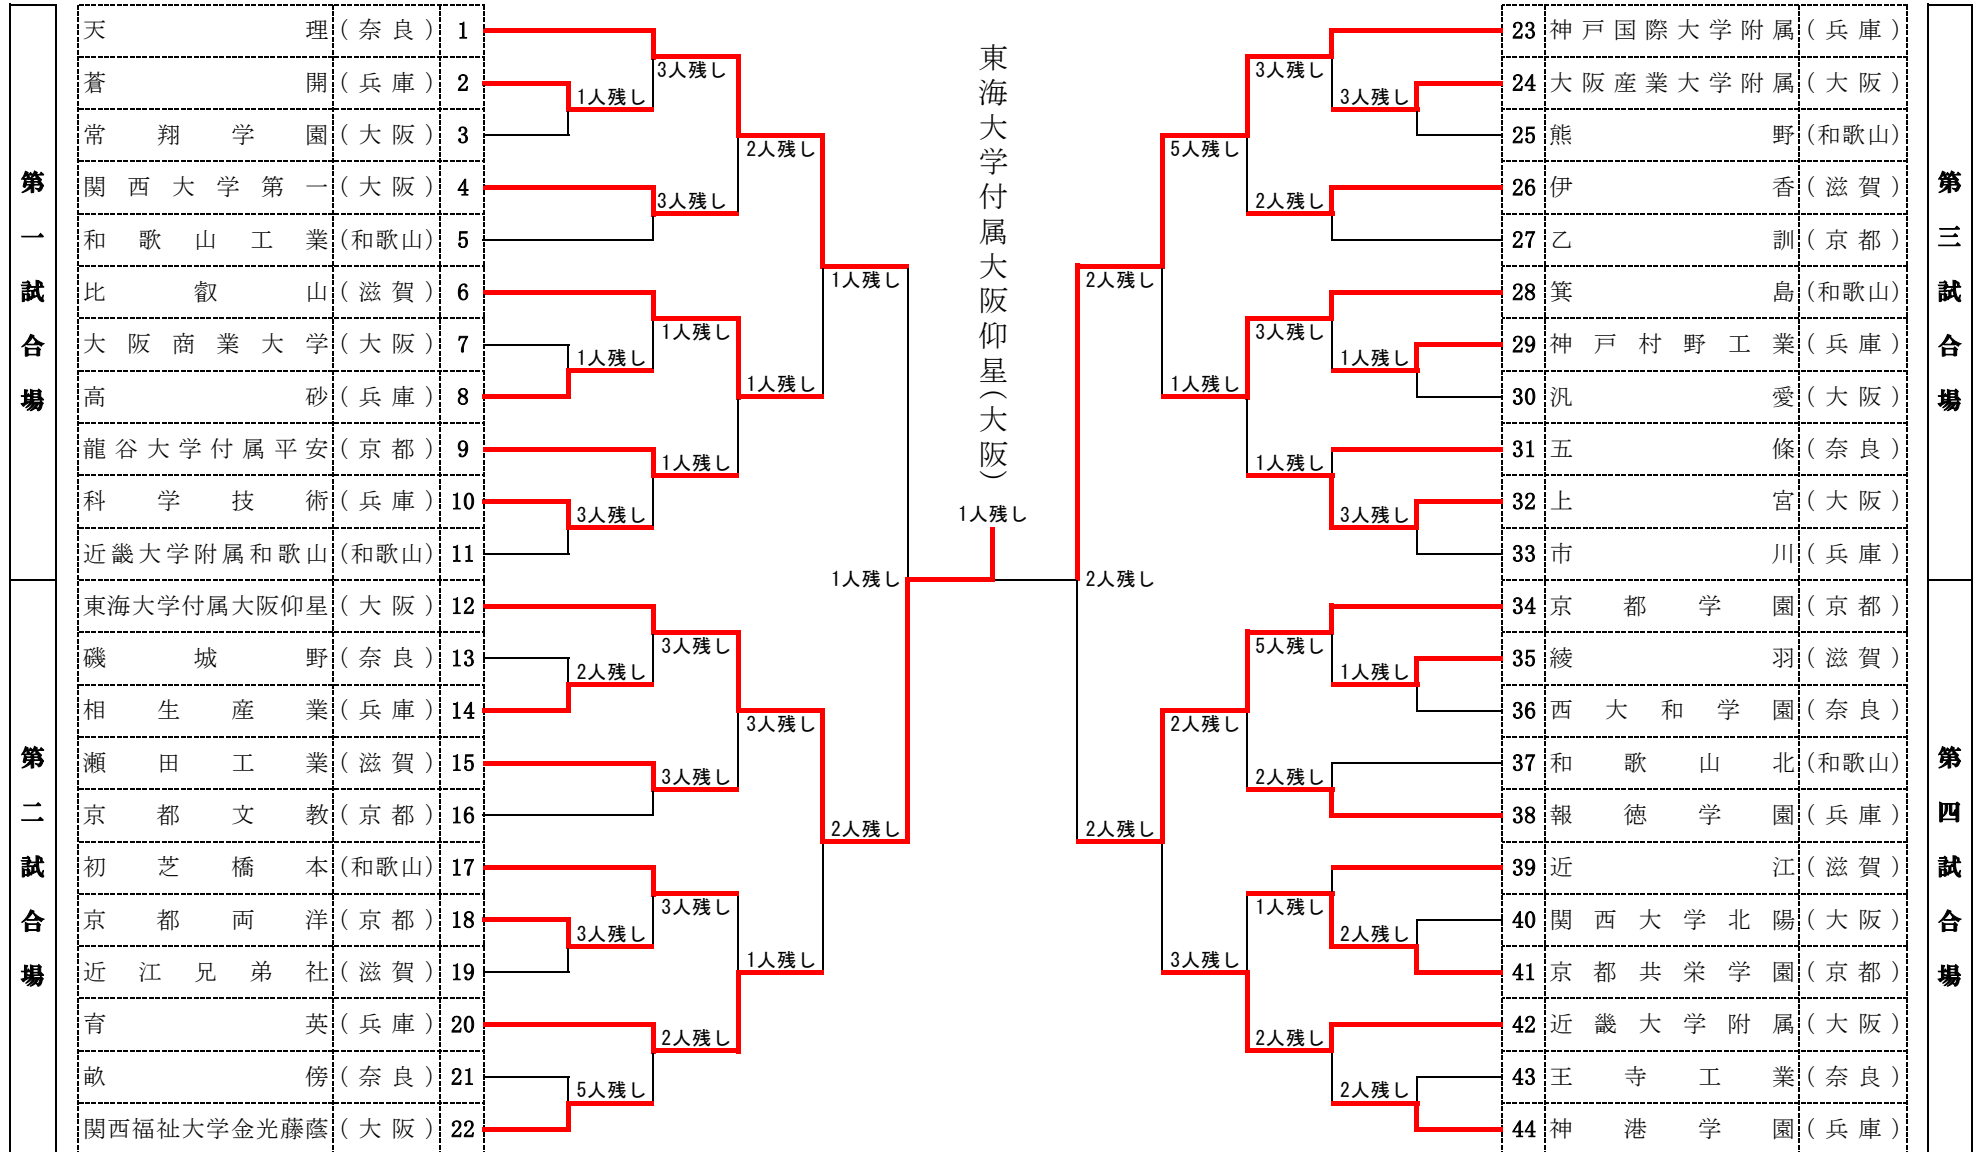 第一試合場
天理(奈良) 1
蒼開(兵庫) 2
常翔学園(大阪) 3
関西大学第一(大阪) 4
和歌山工業(和歌山) 5
比叡山(滋賀) 6
大阪商業大学(大阪) 7
高砂(兵庫) 8
龍谷大学付属平安(京都) 9
科学技術(兵庫) 10
近畿大学附属和歌山(和歌山) 11
第二試合場
東海大学付属大阪仰星(大阪) 12
磯城野(奈良) 13
相生産業(兵庫) 14
瀬田工業(滋賀) 15
京都文教(京都) 16
初芝橋本(和歌山) 17
京都両洋(京都) 18
近江兄弟社(滋賀) 19
育英(兵庫) 20
畝傍(奈良) 21
関西福祉大学金光藤蔭(大阪) 22
1人残し
1人残し
3人残し
2人残し
3人残し
5人残し
3人残し
3人残し
1人残し
1人残し
3人残し
3人残し
3人残し
2人残し
2人残し
1人残し
3人残し
1人残し
1人残し
2人残し
1人残し
東海大学付属大阪仰星(大阪)
1人残し
2人残し
2人残し
2人残し
5人残し
1人残し
2人残し
3人残し
3人残し
2人残し
3人残し
1人残し
5人残し
2人残し
1人残し
2人残し
3人残し
1人残し
3人残し
1人残し
2人残し
2人残し
第三試合場
23 神戸国際大学附属(兵庫)
24 大阪産業大学附属(大阪)
25 熊野(和歌山)
26 伊香(滋賀)
27 乙訓(京都)
28 箕島(和歌山)
29 神戸村野工業(兵庫)
30 汎愛(大阪)
31 五條(奈良)
32 上宮(大阪)
33 市川(兵庫)
第四試合場
34 京都学園(京都)
35 綾羽(滋賀)
36 西大和学園(奈良)
37 和歌山北(和歌山)
38 報徳学園(兵庫)
39 近江(滋賀)
40 関西大学北陽(大阪)
41 京都共栄学園(京都)
42 近畿大学附属(大阪)
43 王寺工業(奈良)
44 神港学園(兵庫)